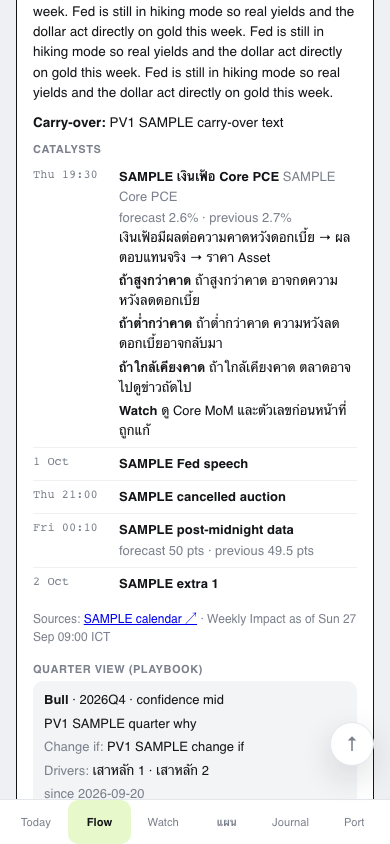 week. Fed is still in hiking mode so real yields and the
dollar act directly on gold this week. Fed is still in
hiking mode so real yields and the dollar act directly
on gold this week. Fed is still in hiking mode so real
yields and the dollar act directly on gold this week.
Carry-over: PV1 SAMPLE carry-over text
CATALYSTS
Thu 19:30
SAMPLE เงินเฟ้อ Core PCE SAMPLE
Core PCE
forecast 2.6% · previous 2.7%
เงินเฟ้อมีผลต่อความคาดหวังดอกเบี้ย → ผล
ตอบแทนจริง → ราคา Asset
ถ้าสูงกว่าคาด ถ้าสูงกว่าคาด อาจกดความ
หวังลดดอกเบี้ย
ถ้าต่ำกว่าคาด ถ้าต่ำกว่าคาด ความหวังลด
ดอกเบี้ยอาจกลับมา
ถ้าใกล้เคียงคาด ถ้าใกล้เคียงคาด ตลาดอาจ
ไปดูข่าวถัดไป
Watch ดู Core MoM และตัวเลขก่อนหน้าที่
ถูกแก้
1 Oct
SAMPLE Fed speech
Thu 21:00
SAMPLE cancelled auction
Fri 00:10
SAMPLE post-midnight data
forecast 50 pts · previous 49.5 pts
2 Oct
SAMPLE extra 1
Sources: SAMPLE calendar ↗ · Weekly Impact as of Sun 27
Sep 09:00 ICT
QUARTER VIEW (PLAYBOOK)
Bull · 2026Q4 · confidence mid
PV1 SAMPLE quarter why
Change if: PV1 SAMPLE change if
Drivers: เสาหลัก 1 · เสาหลัก 2
since 2026-09-20
↑
Today
Flow
Watch
แผน
Journal
Port